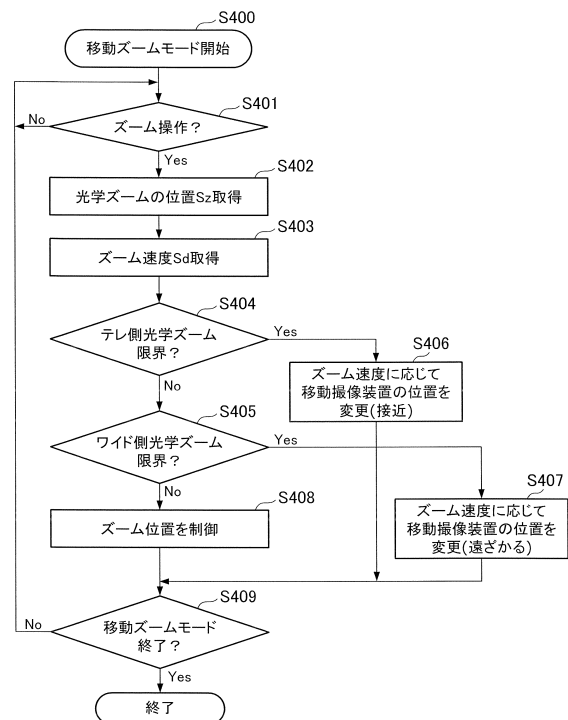 S400
移動ズームモード開始
S401
ズーム操作？
No
Yes
S402
光学ズームの位置Sz取得
S403
ズーム速度Sd取得
S404
テレ側光学ズーム
限界？
Yes
No
S406
ズーム速度に応じて
移動撮像装置の位置を
変更(接近)
S405
ワイド側光学ズーム
限界？
Yes
No
S407
ズーム速度に応じて
移動撮像装置の位置を
変更(遠ざかる)
S408
ズーム位置を制御
S409
移動ズームモード
終了？
No
Yes
終了